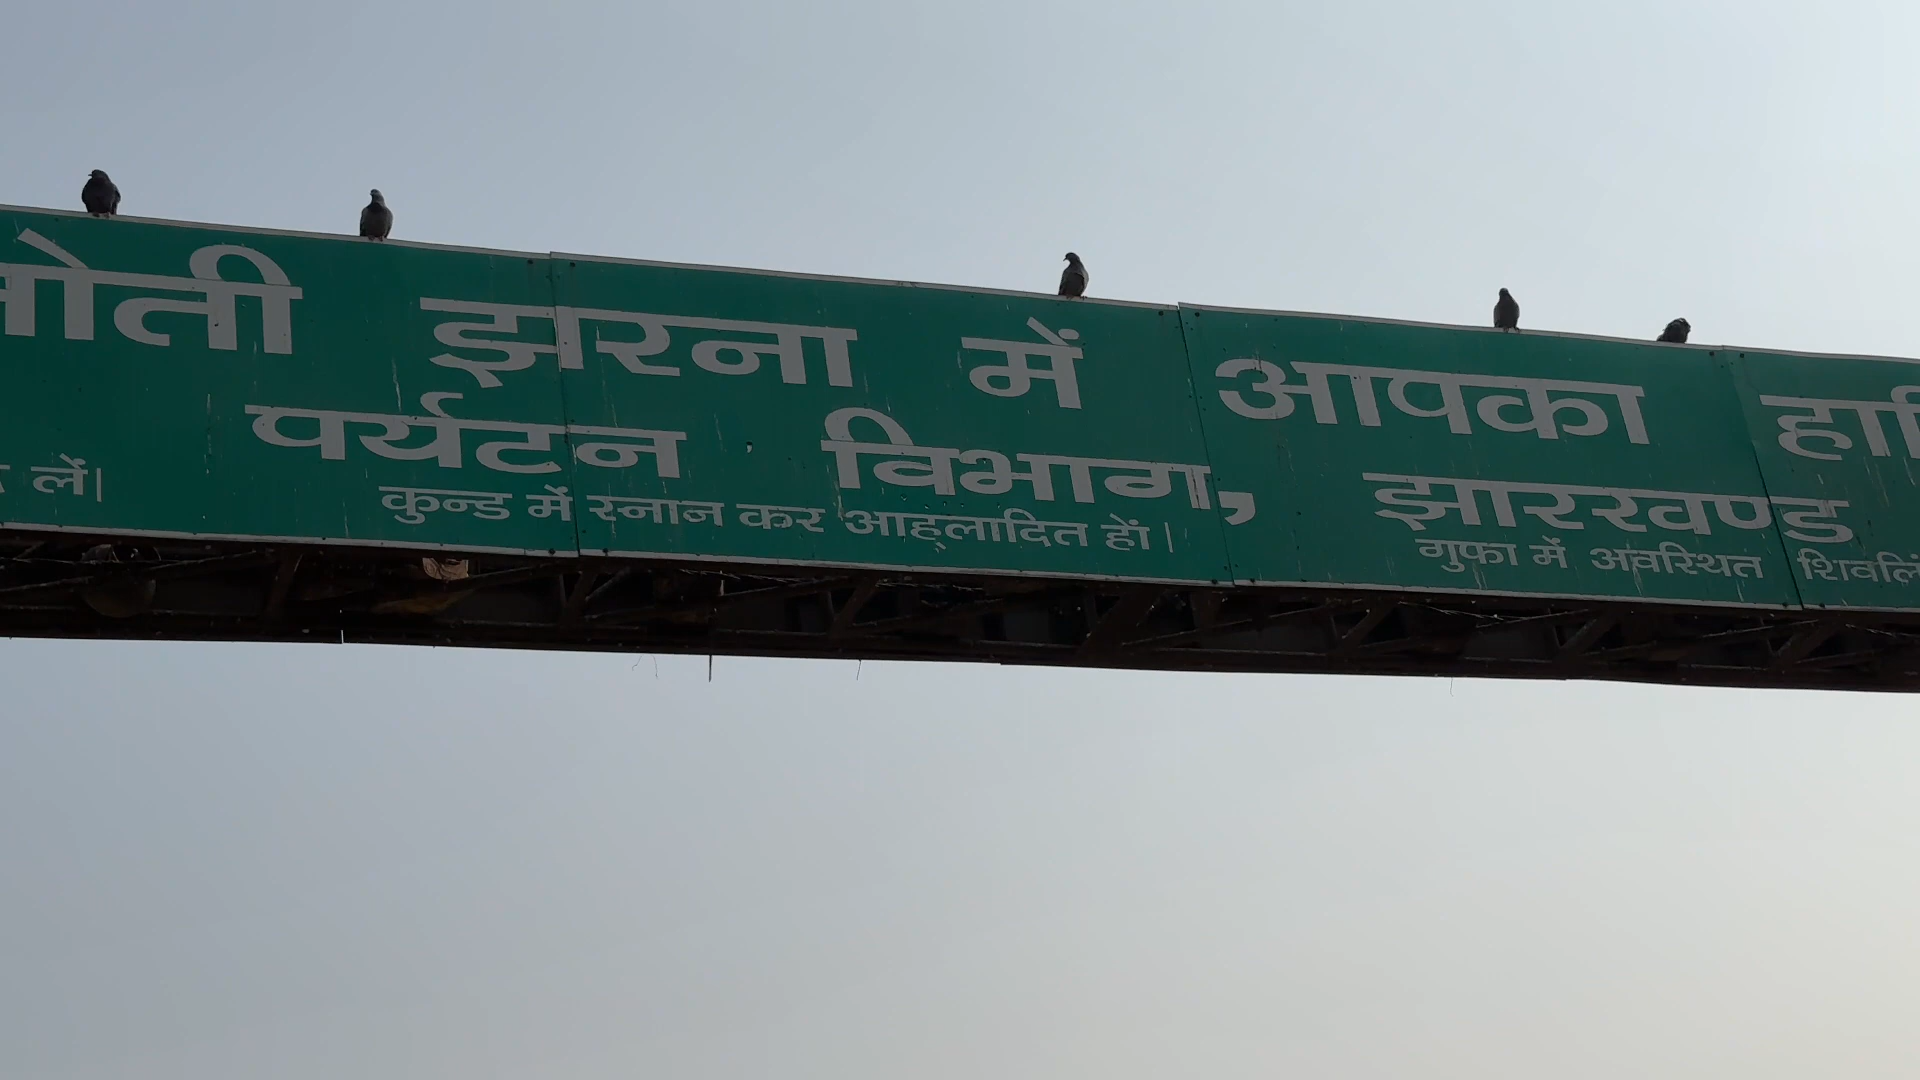 झरना में आपका
पर्यटन विभाग, झारखण्ड
लें। कुन्ड में स्नान कर आह्लादित हों। गुफा में अवस्थित